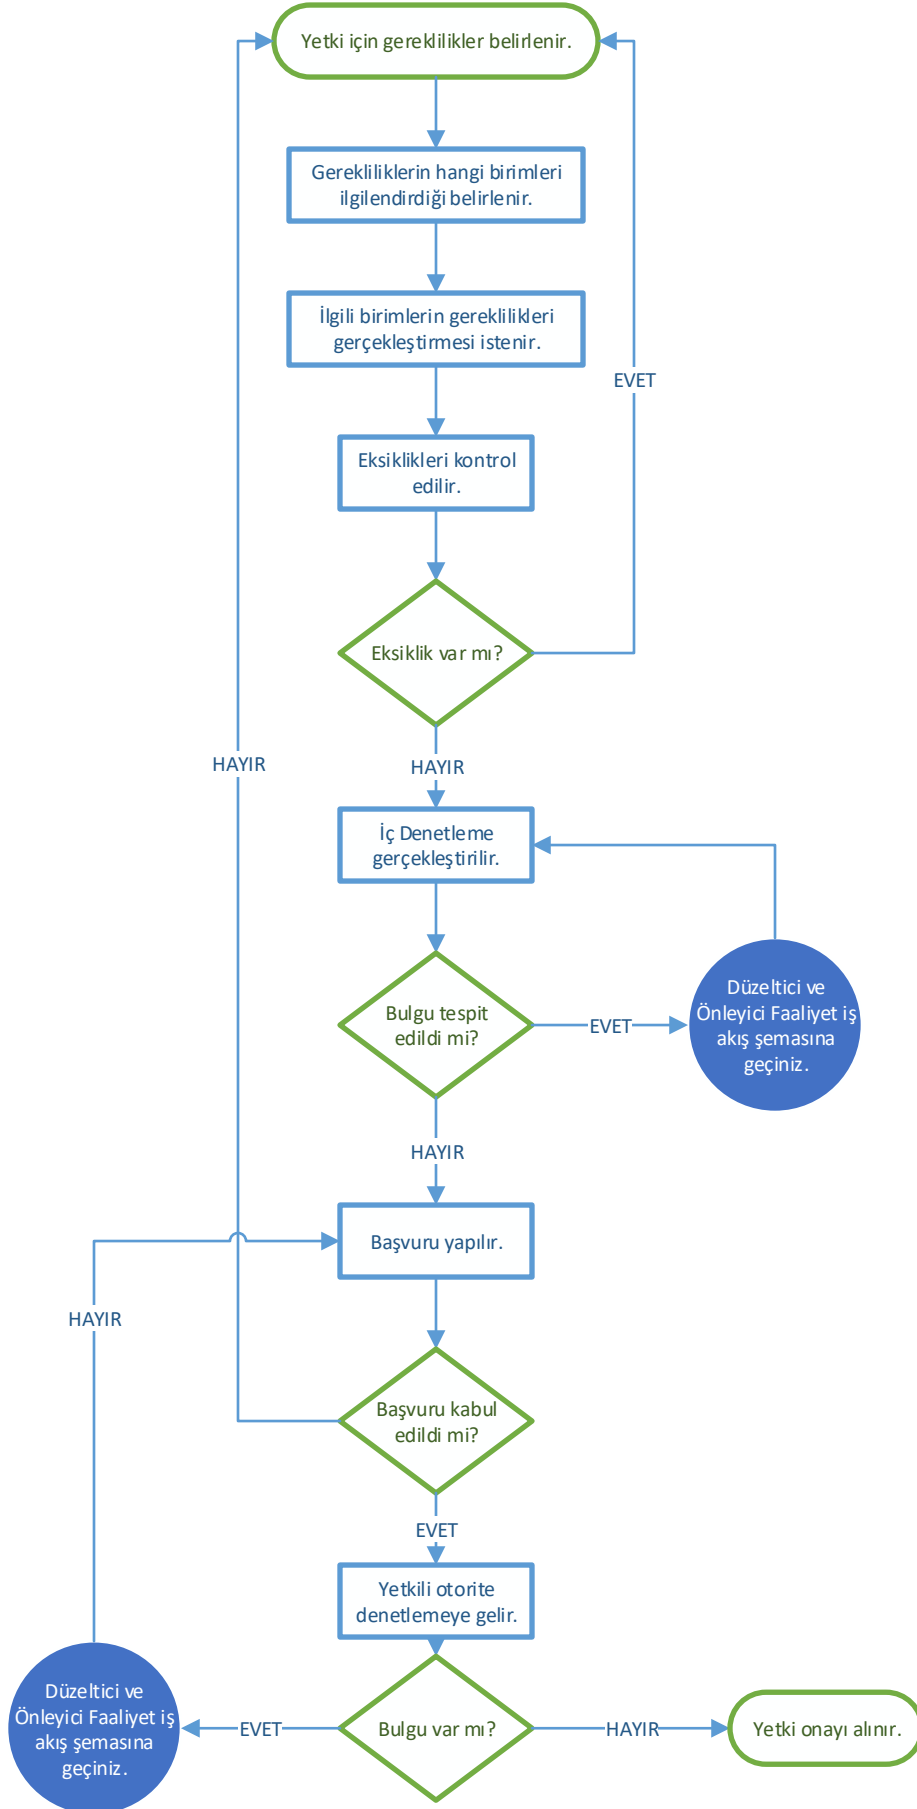 Yetki için gereklilikler belirlenir.
Gerekliliklerin hangi birimleri
ilgilendirdiği belirlenir.
İlgili birimlerin gereklilikleri
gerçekleştirmesi istenir.
EVET
Eksiklikleri kontrol
edilir.
Eksiklik var mı?
HAYIR
HAYIR
İç Denetleme
gerçekleştirilir.
Bulgu tespit
edildi mi?
EVET
Düzeltici ve
Önleyici Faaliyet iş
akış şemasına
geçiniz.
HAYIR
Başvuru yapılır.
HAYIR
Başvuru kabul
edildi mi?
EVET
Yetkili otorite
denetlemeye gelir.
Düzeltici ve
Önleyici Faaliyet iş
akış şemasına
geçiniz.
EVET
Bulgu var mı?
HAYIR
Yetki onayı alınır.